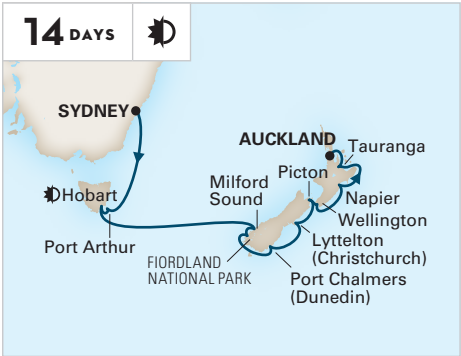 14 DAYS
SYDNEY
AUCKLAND
Tauranga
Picton
Milford
Sound
Hobart
Napier
Wellington
Port Arthur
Lyttelton
(Christchurch)
FIORDLAND
NATIONAL PARK
Port Chalmers
(Dunedin)